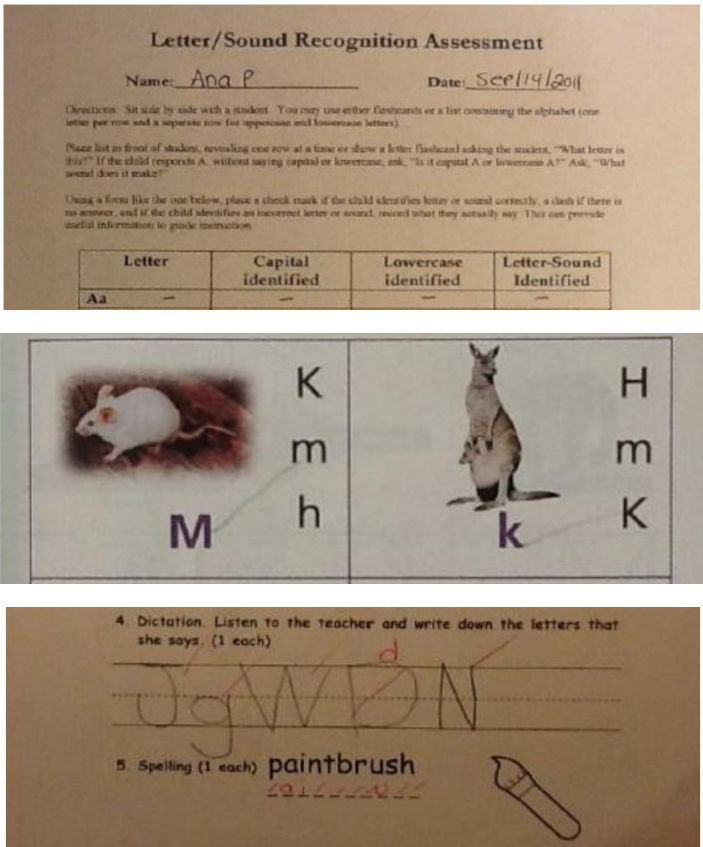 Letter/Sound Recognition Assessment
Name: Ana P Date: Sep/14/2011
Directions: Sit side by side with a student. You may use either flashcards or a list containing the alphabet (one
letter per row and a separate row for uppercase and lowercase letters).
Place list in front of student, revealing one row at a time or show a letter flashcard asking the student, "What letter is
this?" If the child responds A, without saying capital or lowercase, ask, "Is it capital A or lowercase A?" Ask, "What
sound does it make?"
Using a form like the one below, place a check mark if the child identifies letter or sound correctly, a dash if there is
no answer, and if the child identifies an incorrect letter or sound, record what they actually say. This can provide
useful information to guide instruction.
Letter Capital identified Lowercase identified Letter-Sound Identified
Aa — — — —
K
m
h
M
H
m
K
k
4. Dictation. Listen to the teacher and write down the letters that
she says. (1 each)
d
J g W D N
5. Spelling (1 each) paintbrush